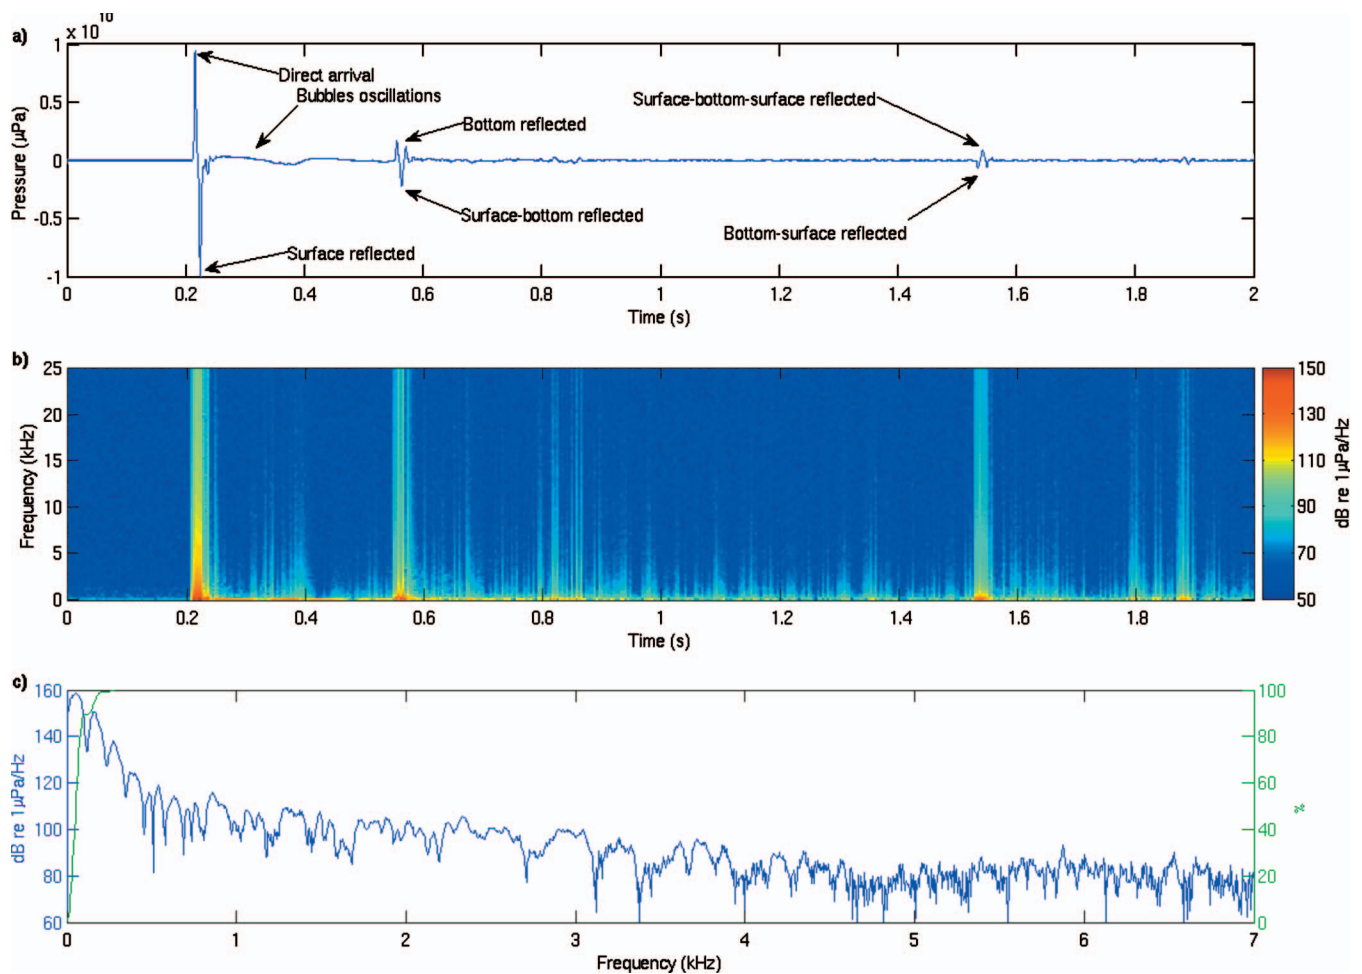 a)
x 10^10
1
0.5
0
-0.5
-1
Pressure (µPa)
Direct arrival
Bubbles oscillations
Surface reflected
Bottom reflected
Surface-bottom reflected
Surface-bottom-surface reflected
Bottom-surface reflected
0 0.2 0.4 0.6 0.8 1 1.2 1.4 1.6 1.8 2
Time (s)
b)
25
20
15
10
5
0
Frequency (kHz)
0 0.2 0.4 0.6 0.8 1 1.2 1.4 1.6 1.8
Time (s)
150
130
110
90
70
50
dB re 1µPa/Hz
c)
160
140
120
100
80
60
dB re 1µPa/Hz
100
80
60
40
20
0
%
0 1 2 3 4 5 6 7
Frequency (kHz)